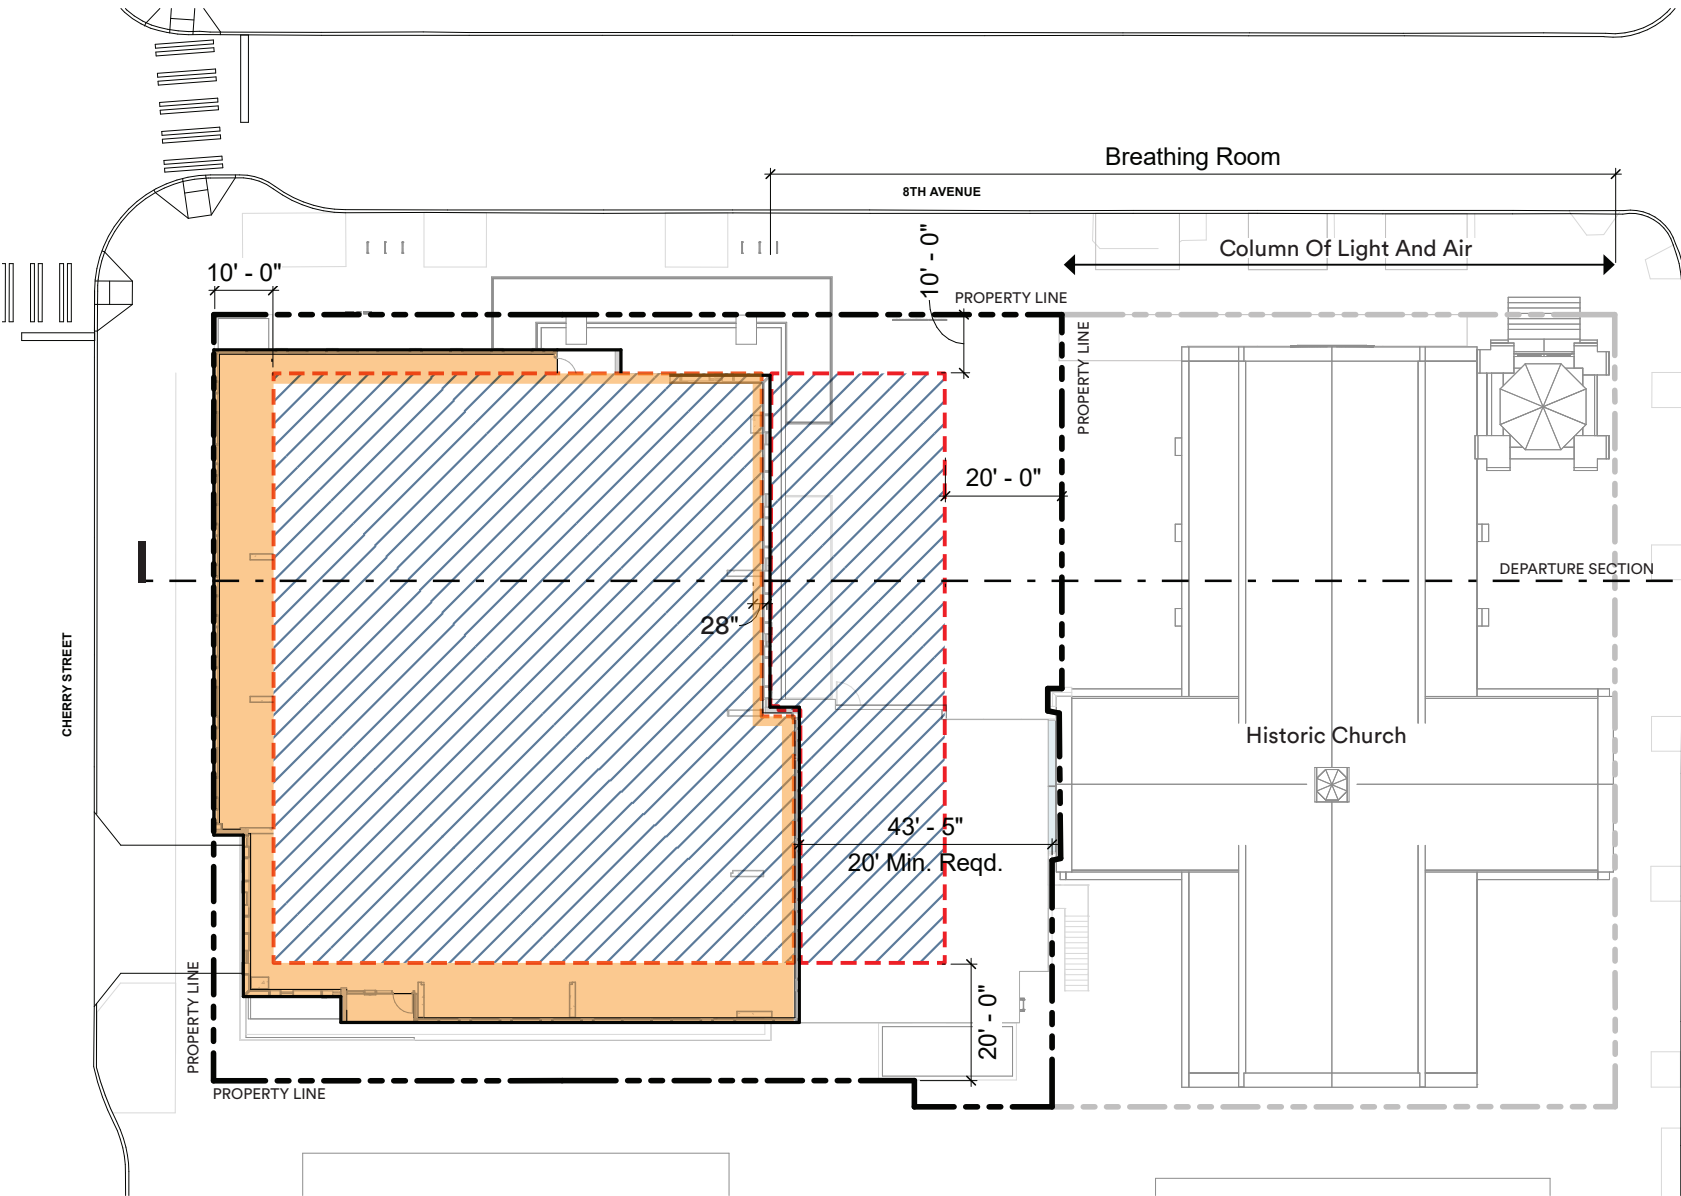 Breathing Room
8TH AVENUE
Column Of Light And Air
10' - 0"
10' - 0"
PROPERTY LINE
PROPERTY LINE
20' - 0"
DEPARTURE SECTION
28"
CHERRY STREET
Historic Church
43' - 5"
20' Min. Reqd.
PROPERTY LINE
20' - 0"
PROPERTY LINE